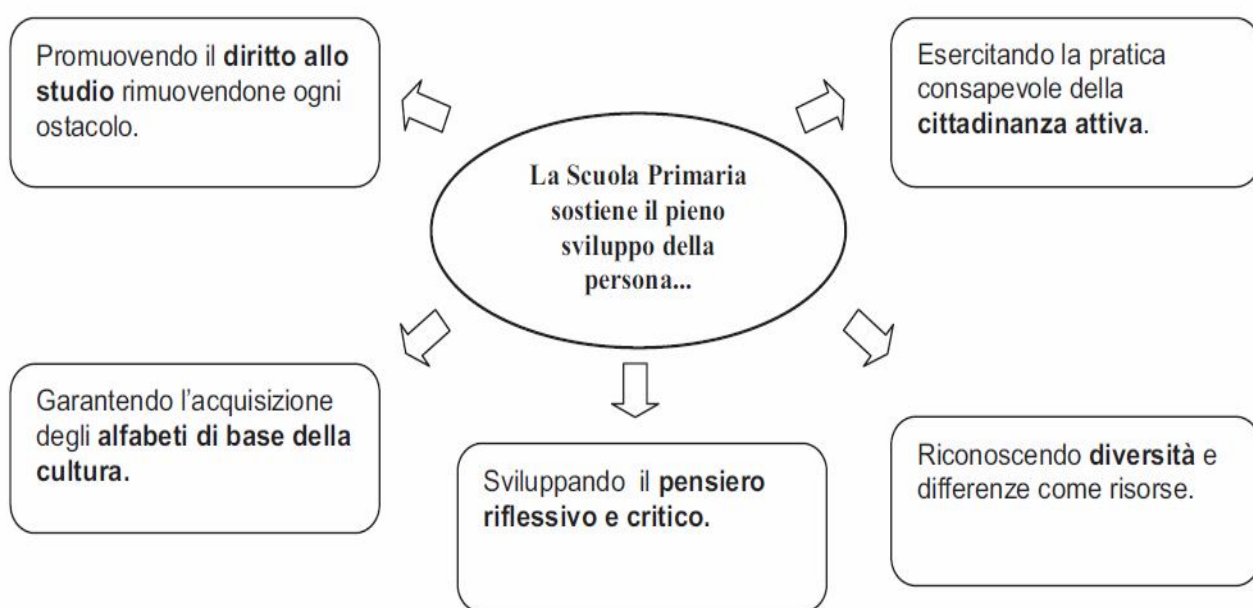 Promuovendo il diritto allo
studio rimuovendone ogni
ostacolo.
Esercitando la pratica
consapevole della
cittadinanza attiva.
La Scuola Primaria
sostiene il pieno
sviluppo della
persona...
Garantendo l'acquisizione
degli alfabeti di base della
cultura.
Sviluppando il pensiero
riflessivo e critico.
Riconoscendo diversità e
differenze come risorse.